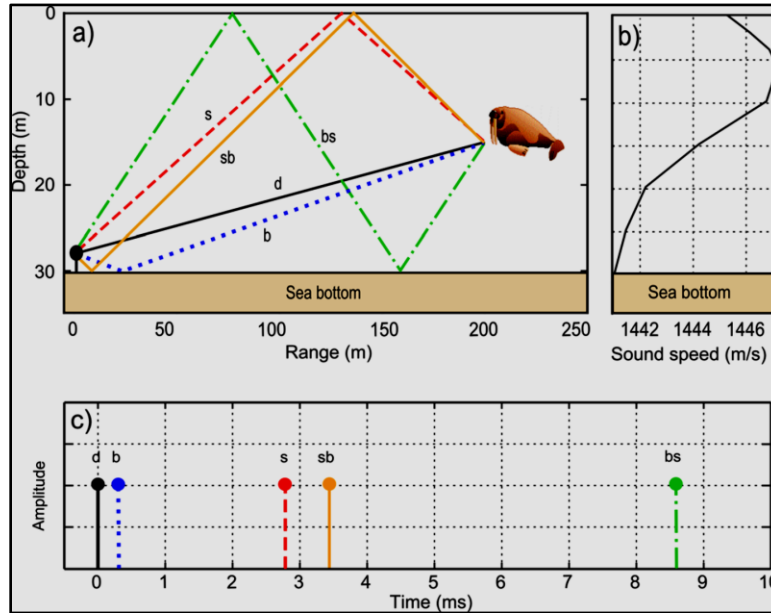 a)
0
10
20
30
Depth (m)
s
sb
bs
d
b
Sea bottom
0 50 100 150 200 250
Range (m)
b)
Sea bottom
1442 1444 1446
Sound speed (m/s)
c)
d b s sb bs
Amplitude
0 1 2 3 4 5 6 7 8 9 10
Time (ms)